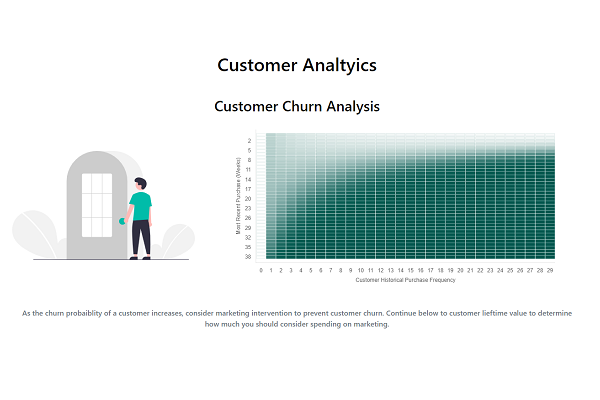 Customer Analtyics
Customer Churn Analysis
Most Recent Purchase (Weeks)
2
5
8
11
14
17
20
23
26
29
32
35
38
0 1 2 3 4 5 6 7 8 9 10 11 12 13 14 15 16 17 18 19 20 21 22 23 24 25 26 27 28 29
Customer Historical Purchase Frequency
As the churn probaiblity of a customer increases, consider marketing intervention to prevent customer churn. Continue below to customer lieftime value to determine
how much you should consider spending on marketing.